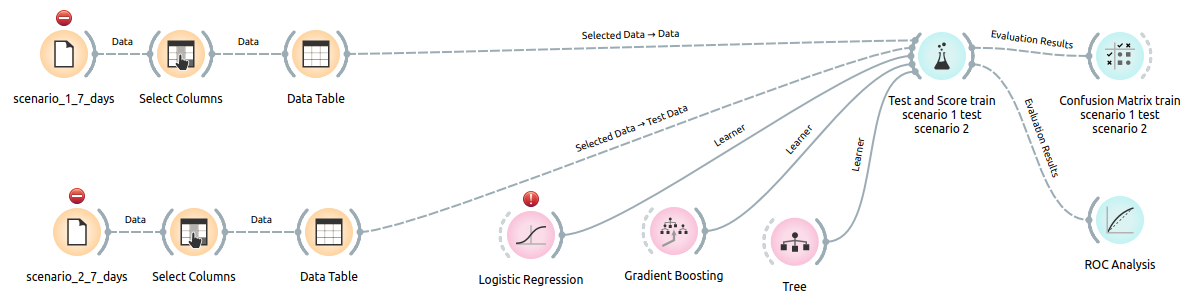 Data
Data
Selected Data → Data
Evaluation Results
scenario_1_7_days
Select Columns
Data Table
Test and Score train
scenario 1 test
scenario 2
Confusion Matrix train
scenario 1 test
scenario 2
Selected Data → Test Data
Learner
Learner
Learner
Evaluation Results
Data
Data
scenario_2_7_days
Select Columns
Data Table
Logistic Regression
Gradient Boosting
Tree
ROC Analysis